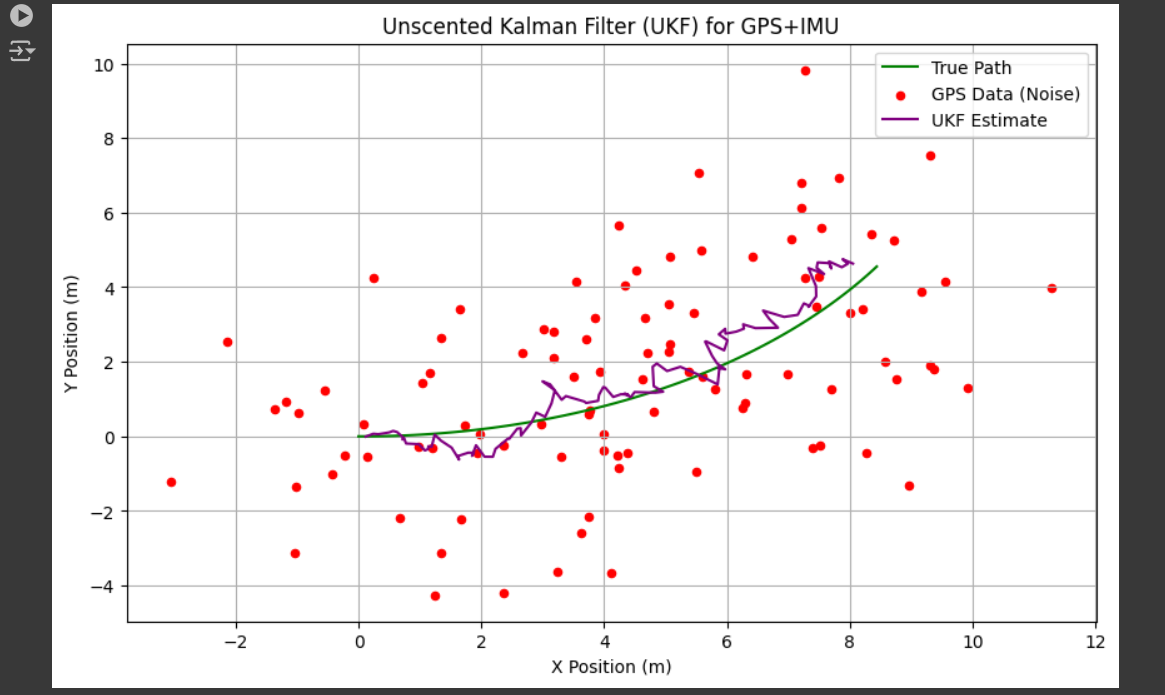 Unscented Kalman Filter (UKF) for GPS+IMU
True Path
GPS Data (Noise)
UKF Estimate
10
8
6
4
2
0
−2
−4
Y Position (m)
−2 0 2 4 6 8 10 12
X Position (m)